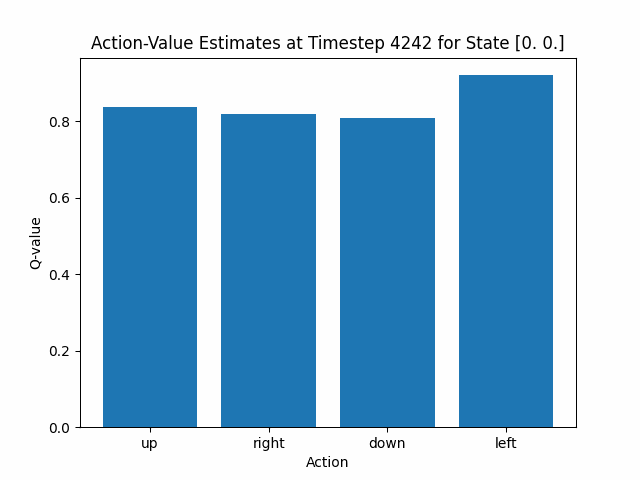 Action-Value Estimates at Timestep 4242 for State [0. 0.]
0.8
0.6
0.4
0.2
0.0
Q-value
up right down left
Action